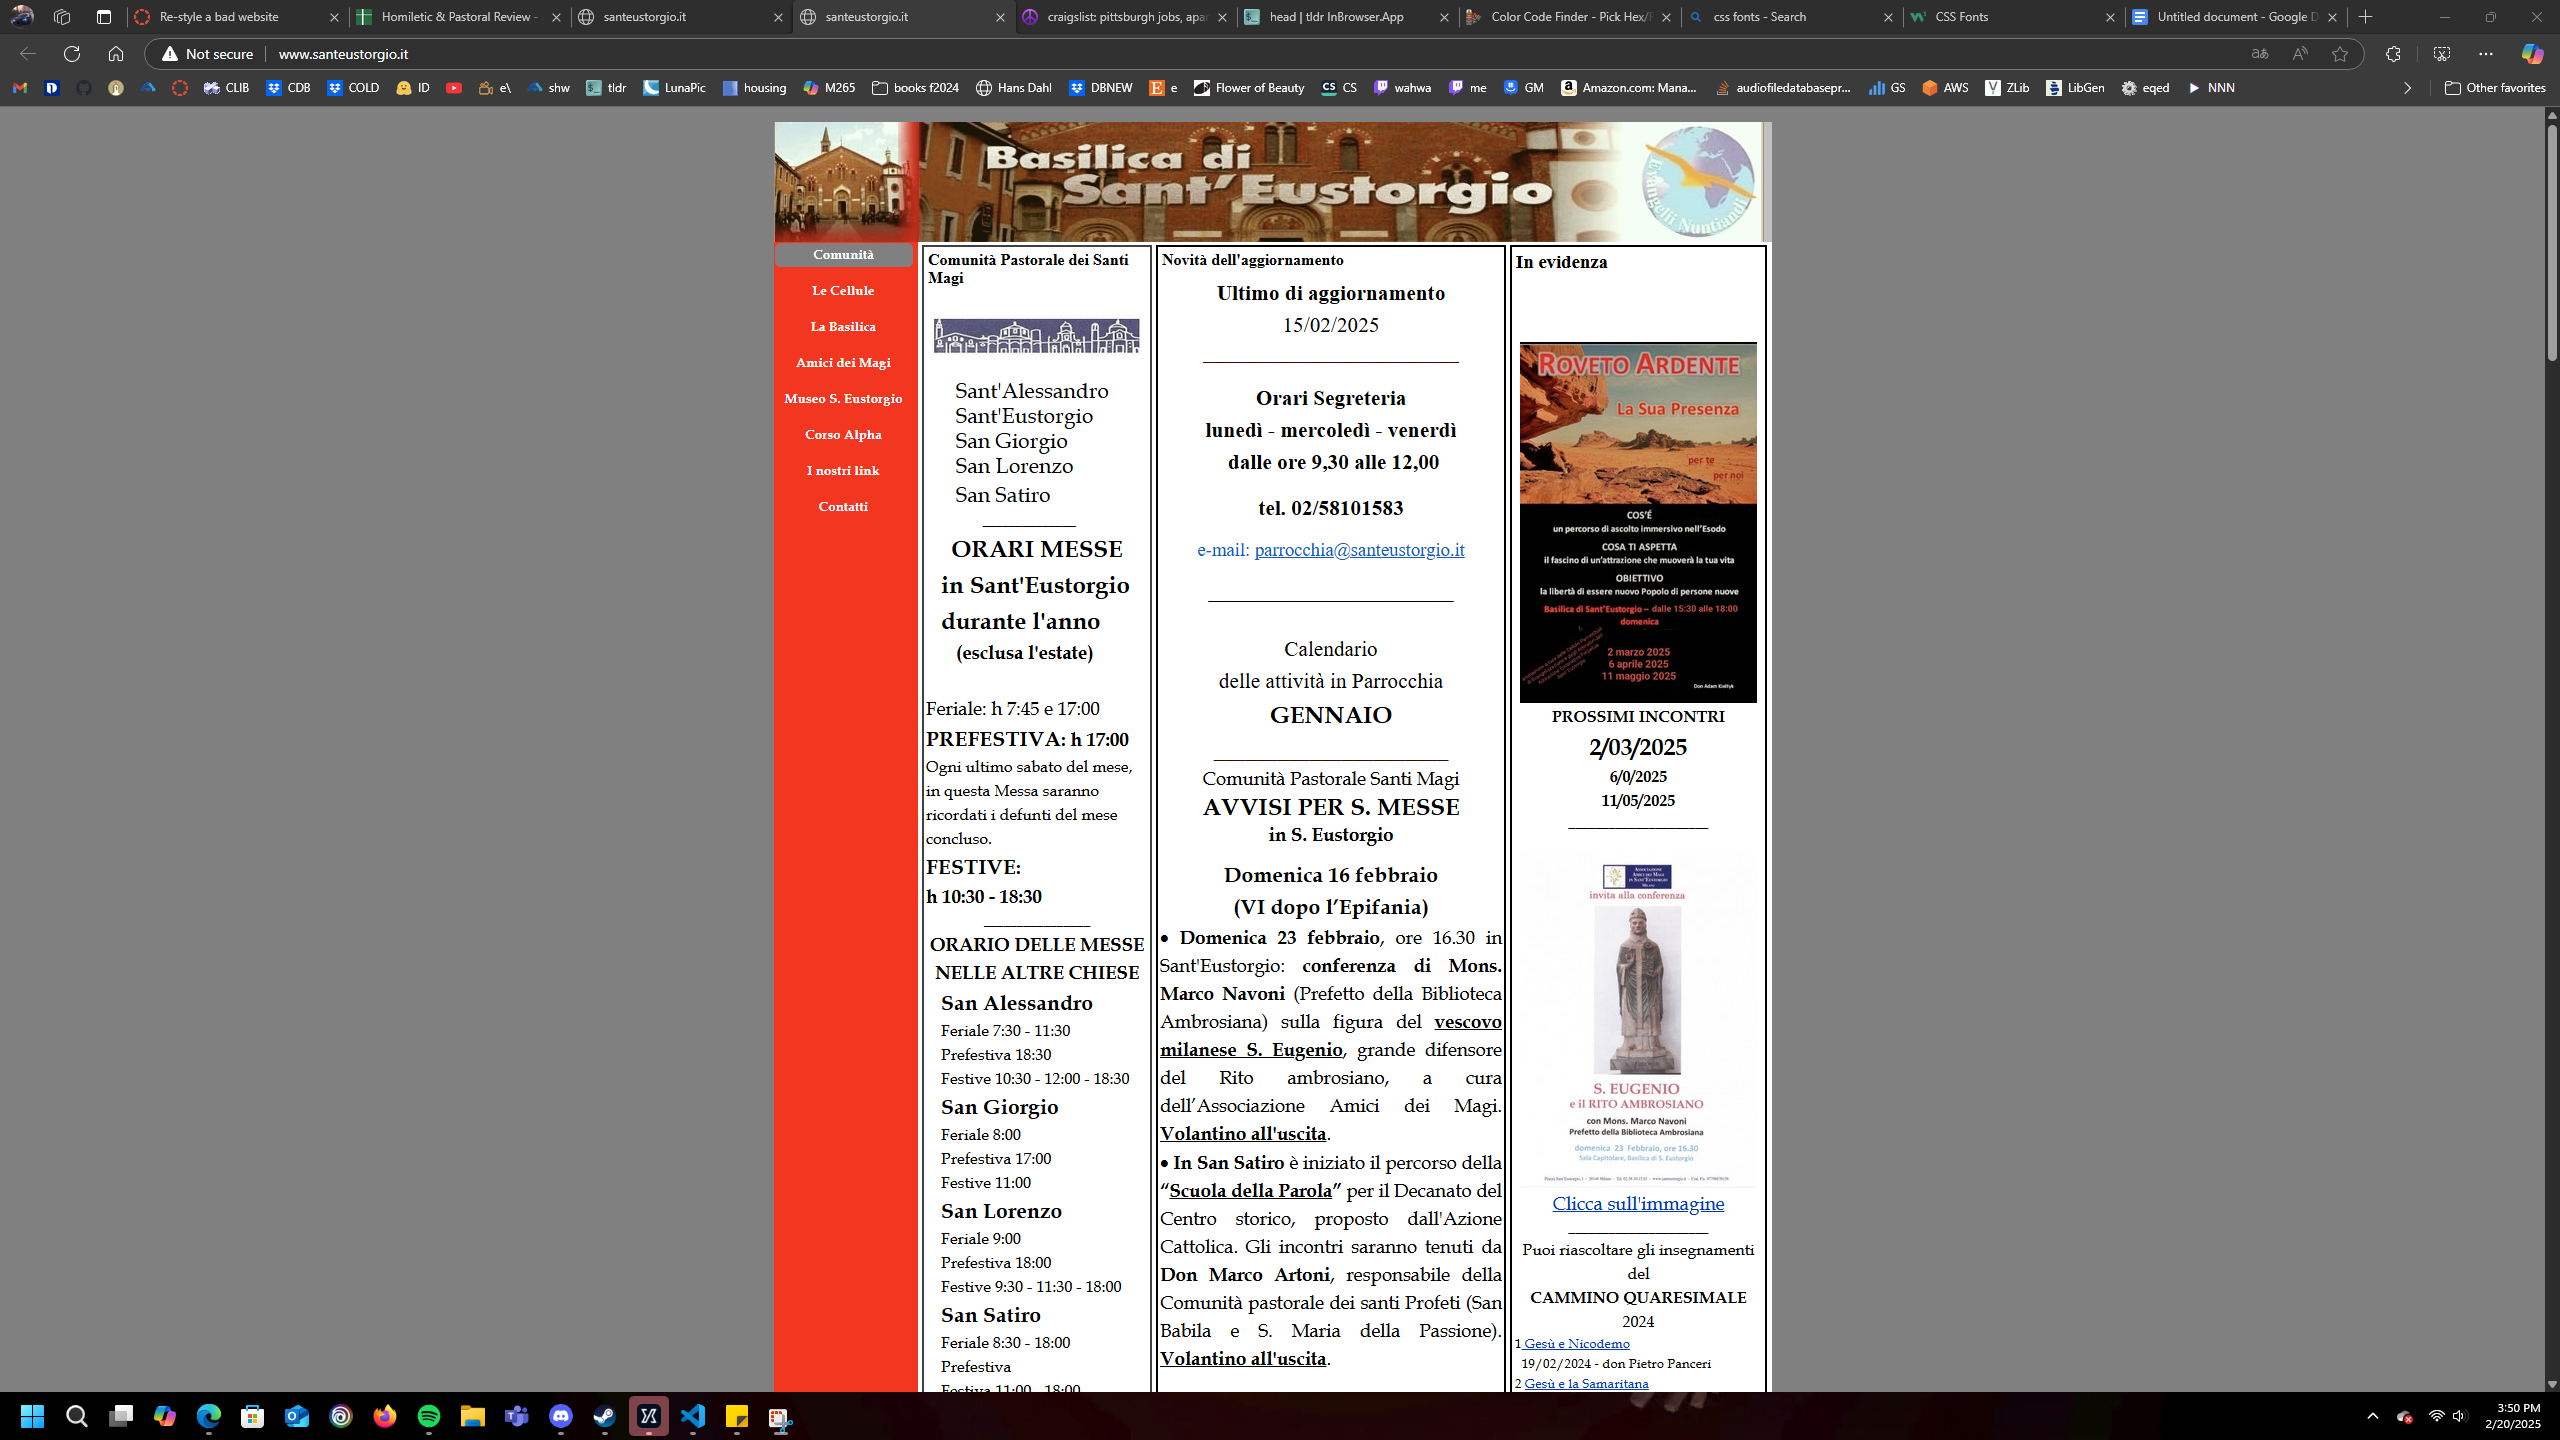 Re-style a bad website
Homiletic & Pastoral Review -
santeustorgio.it
santeustorgio.it
craigslist: pittsburgh jobs, apar
head | tldr InBrowser.App
Color Code Finder - Pick Hex/
css fonts - Search
CSS Fonts
Untitled document - Google D
Not secure
www.santeustorgio.it
CLIB
CDB
COLD
ID
e\
shw
tldr
LunaPic
housing
M265
books f2024
Hans Dahl
DBNEW
e
Flower of Beauty
CS
wahwa
me
GM
Amazon.com: Mana...
audiofiledatabasepr...
GS
AWS
ZLib
LibGen
eqed
NNN
Other favorites
Basilica di
Sant'Eustorgio
Evangelii Nuntiandi
Comunità
Le Cellule
La Basilica
Amici dei Magi
Museo S. Eustorgio
Corso Alpha
I nostri link
Contatti
Comunità Pastorale dei Santi
Magi
Sant'Alessandro
Sant'Eustorgio
San Giorgio
San Lorenzo
San Satiro
ORARI MESSE
in Sant'Eustorgio
durante l'anno
(esclusa l'estate)
Feriale: h 7:45 e 17:00
PREFESTIVA: h 17:00
Ogni ultimo sabato del mese,
in questa Messa saranno
ricordati i defunti del mese
concluso.
FESTIVE:
h 10:30 - 18:30
ORARIO DELLE MESSE
NELLE ALTRE CHIESE
San Alessandro
Feriale 7:30 - 11:30
Prefestiva 18:30
Festive 10:30 - 12:00 - 18:30
San Giorgio
Feriale 8:00
Prefestiva 17:00
Festive 11:00
San Lorenzo
Feriale 9:00
Prefestiva 18:00
Festive 9:30 - 11:30 - 18:00
San Satiro
Feriale 8:30 - 18:00
Prefestiva
Festive 11:00 - 18:00
Novità dell'aggiornamento
Ultimo di aggiornamento
15/02/2025
Orari Segreteria
lunedì - mercoledì - venerdì
dalle ore 9,30 alle 12,00
tel. 02/58101583
e-mail: parrocchia@santeustorgio.it
Calendario
delle attività in Parrocchia
GENNAIO
Comunità Pastorale Santi Magi
AVVISI PER S. MESSE
in S. Eustorgio
Domenica 16 febbraio
(VI dopo l’Epifania)
• Domenica 23 febbraio, ore 16.30 in
Sant'Eustorgio: conferenza di Mons.
Marco Navoni (Prefetto della Biblioteca
Ambrosiana) sulla figura del vescovo
milanese S. Eugenio, grande difensore
del Rito ambrosiano, a cura
dell’Associazione Amici dei Magi.
Volantino all'uscita.
• In San Satiro è iniziato il percorso della
“Scuola della Parola” per il Decanato del
Centro storico, proposto dall'Azione
Cattolica. Gli incontri saranno tenuti da
Don Marco Artoni, responsabile della
Comunità pastorale dei santi Profeti (San
Babila e S. Maria della Passione).
Volantino all'uscita.
In evidenza
ROVETO ARDENTE
La Sua Presenza
per te
per noi
COS'É
un percorso di ascolto immersivo nell'Esodo
COSA TI ASPETTA
il fascino di un'attrazione che muoverà la tua vita
OBIETTIVO
la libertà di essere nuovo Popolo di persone nuove
Basilica di Sant'Eustorgio – dalle 15:30 alle 18:00
domenica
2 marzo 2025
6 aprile 2025
11 maggio 2025
PROSSIMI INCONTRI
2/03/2025
6/0/2025
11/05/2025
invita alla conferenza
S. EUGENIO
e il RITO AMBROSIANO
con Mons. Marco Navoni
Prefetto della Biblioteca Ambrosiana
domenica 23 Febbraio, ore 16.30
Sala Capitolare, Basilica di S. Eustorgio
Clicca sull'immagine
Puoi riascoltare gli insegnamenti
del
CAMMINO QUARESIMALE
2024
1 Gesù e Nicodemo
19/02/2024 - don Pietro Panceri
2 Gesù e la Samaritana
3:50 PM
2/20/2025